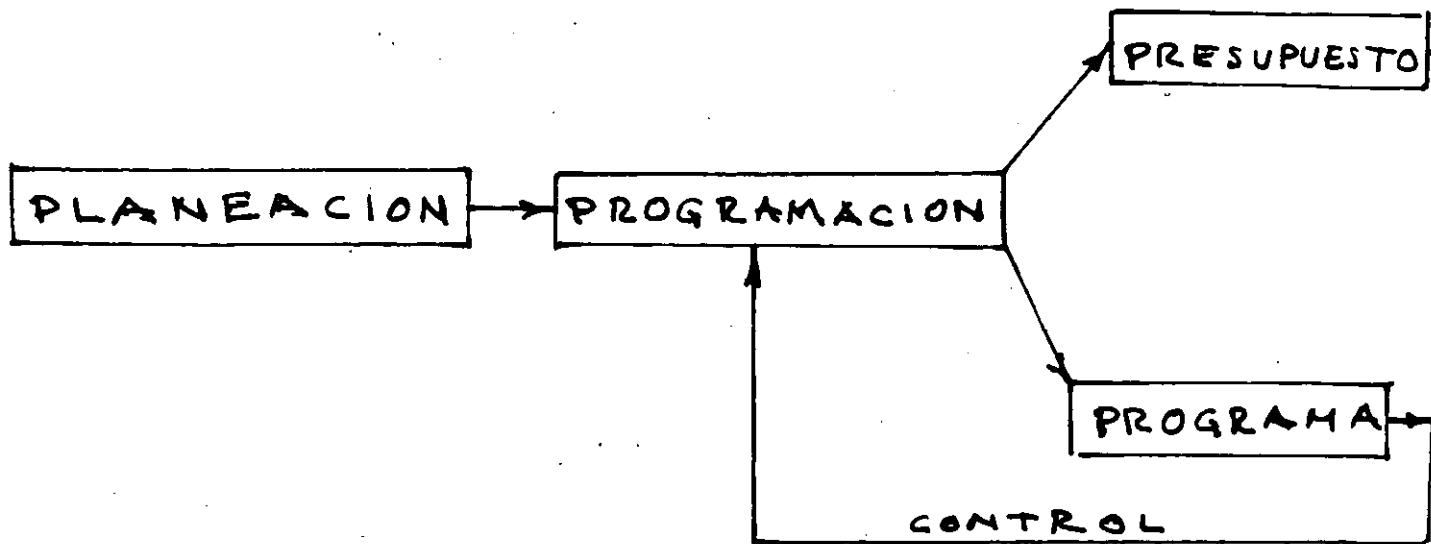 PRESUPUESTO
PLANEACION
PROGRAMACION
PROGRAMA
CONTROL